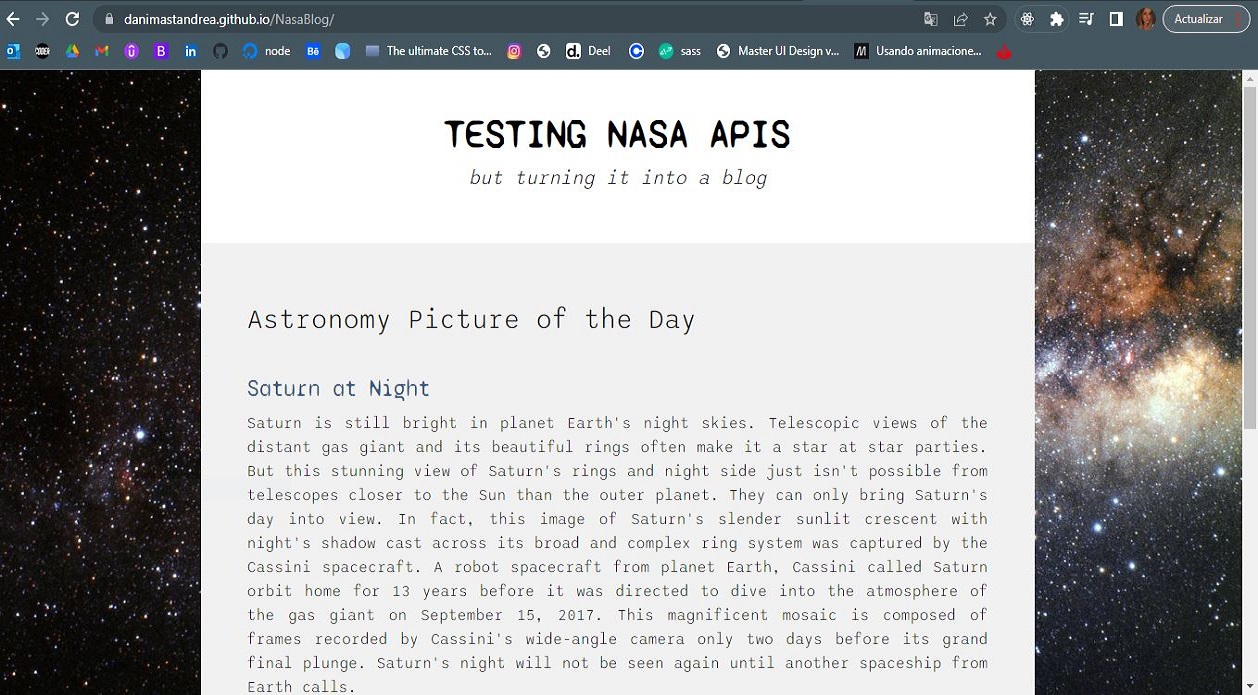 danimastandrea.github.io/NasaBlog/
Actualizar
CODER
node
Bē
The ultimate CSS to...
Deel
sass
Master UI Design v...
Usando animacione...
TESTING NASA APIS
but turning it into a blog
Astronomy Picture of the Day
Saturn at Night
Saturn is still bright in planet Earth's night skies. Telescopic views of the
distant gas giant and its beautiful rings often make it a star at star parties.
But this stunning view of Saturn's rings and night side just isn't possible from
telescopes closer to the Sun than the outer planet. They can only bring Saturn's
day into view. In fact, this image of Saturn's slender sunlit crescent with
night's shadow cast across its broad and complex ring system was captured by the
Cassini spacecraft. A robot spacecraft from planet Earth, Cassini called Saturn
orbit home for 13 years before it was directed to dive into the atmosphere of
the gas giant on September 15, 2017. This magnificent mosaic is composed of
frames recorded by Cassini's wide-angle camera only two days before its grand
final plunge. Saturn's night will not be seen again until another spaceship from
Earth calls.